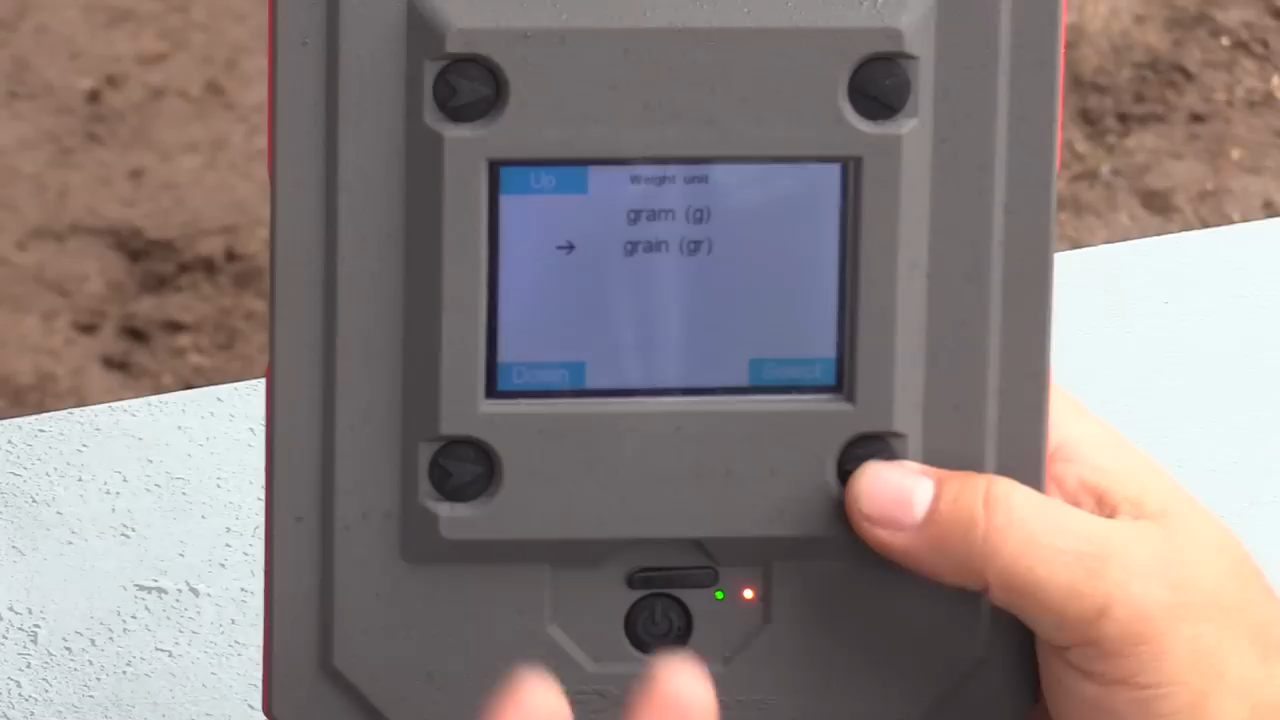 Up
Weight unit
gram (g)
→ grain (gr)
Down
Select